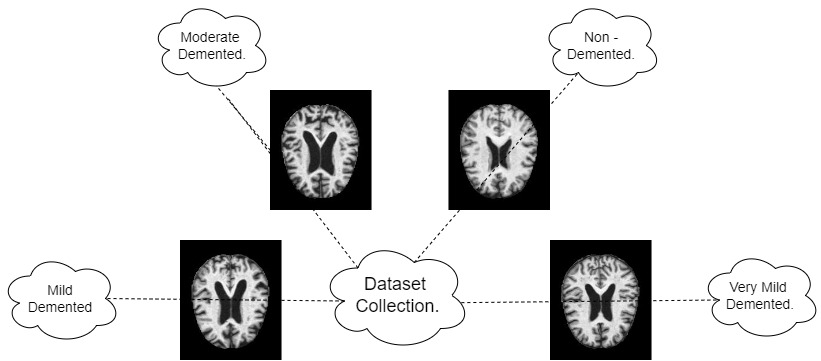 Moderate
Demented.
Non -
Demented.
Mild
Demented
Dataset
Collection.
Very Mild
Demented.